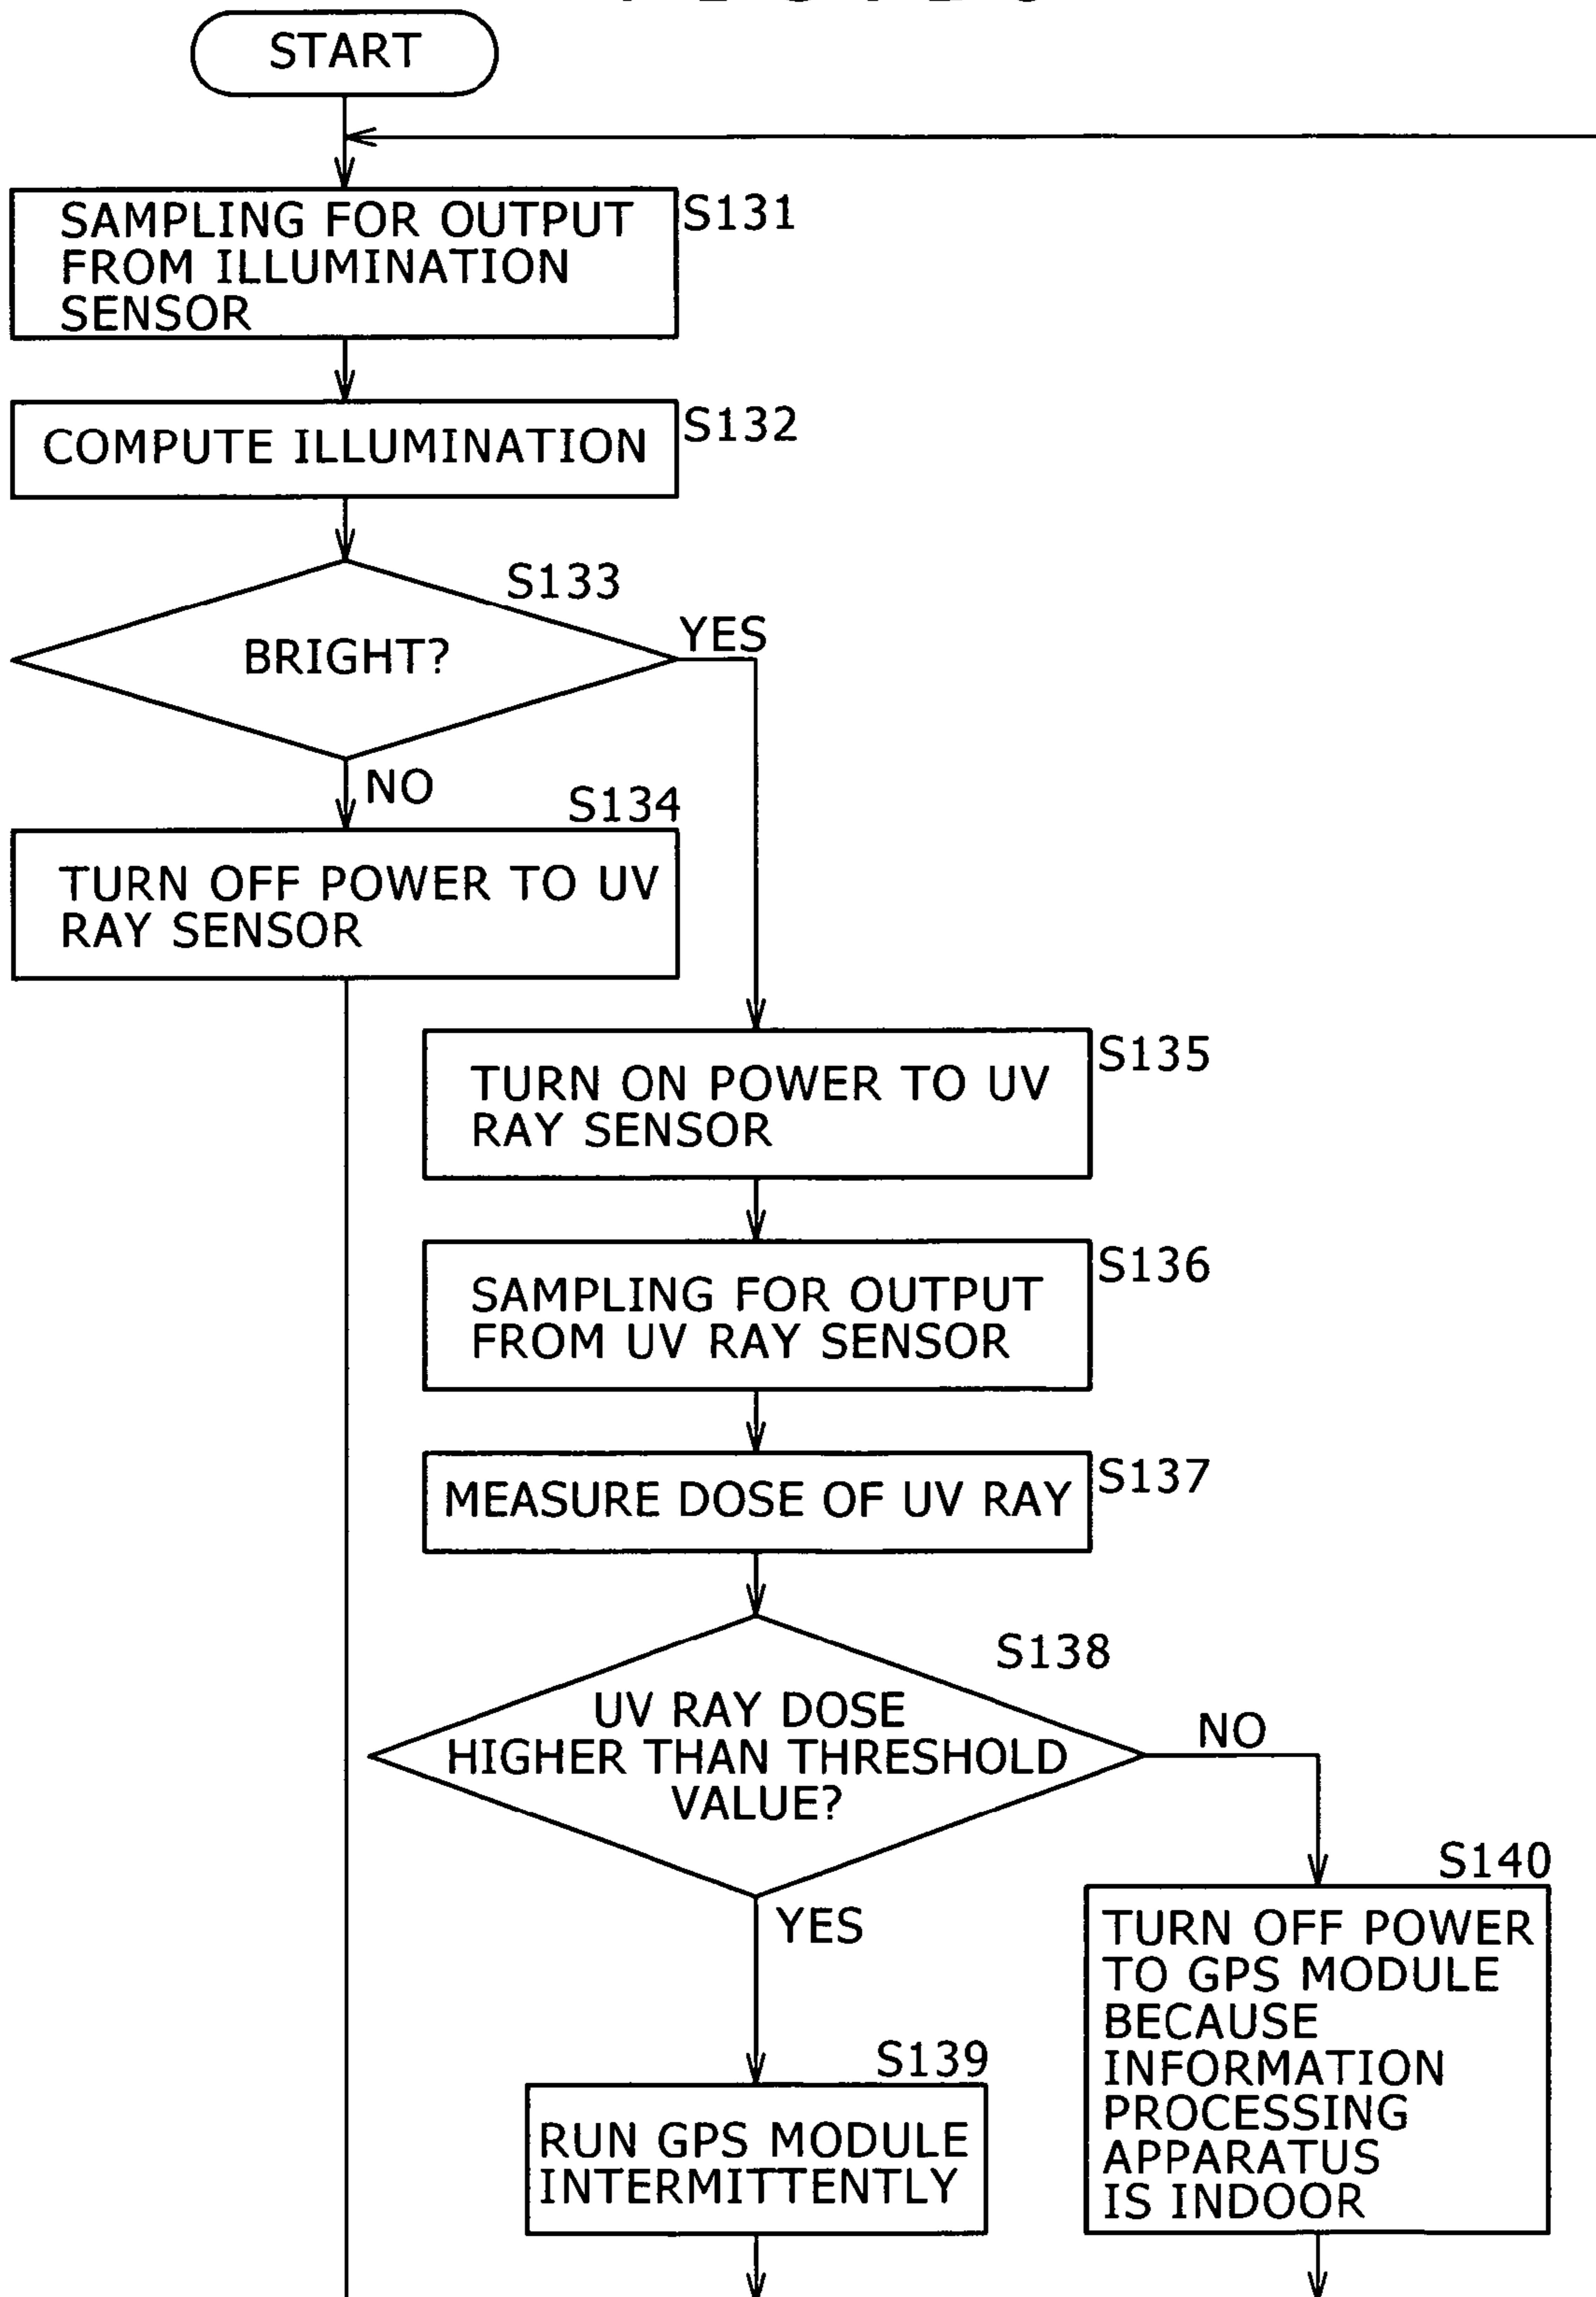 START
SAMPLING FOR OUTPUT
FROM ILLUMINATION
SENSOR
S131
COMPUTE ILLUMINATION
S132
S133
BRIGHT?
YES
NO
S134
TURN OFF POWER TO UV
RAY SENSOR
S135
TURN ON POWER TO UV
RAY SENSOR
S136
SAMPLING FOR OUTPUT
FROM UV RAY SENSOR
MEASURE DOSE OF UV RAY
S137
S138
UV RAY DOSE
HIGHER THAN THRESHOLD
VALUE?
NO
YES
S140
TURN OFF POWER
TO GPS MODULE
BECAUSE
INFORMATION
PROCESSING
APPARATUS
IS INDOOR
S139
RUN GPS MODULE
INTERMITTENTLY